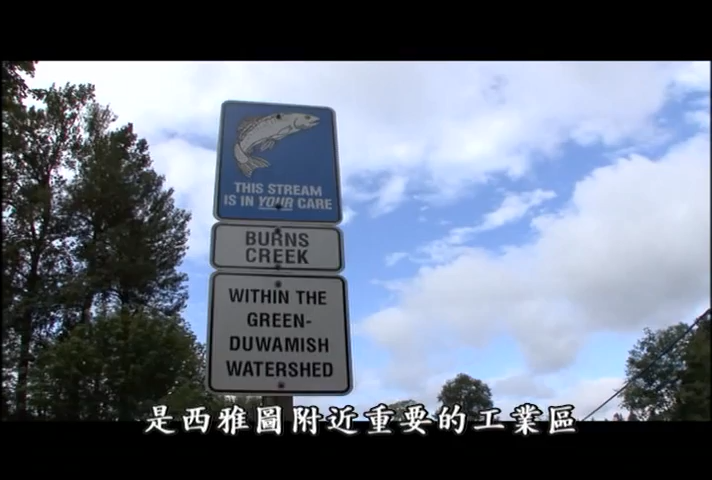 THIS STREAM
IS IN YOUR CARE
BURNS
CREEK
WITHIN THE
GREEN-
DUWAMISH
WATERSHED
是西雅圖附近重要的工業區